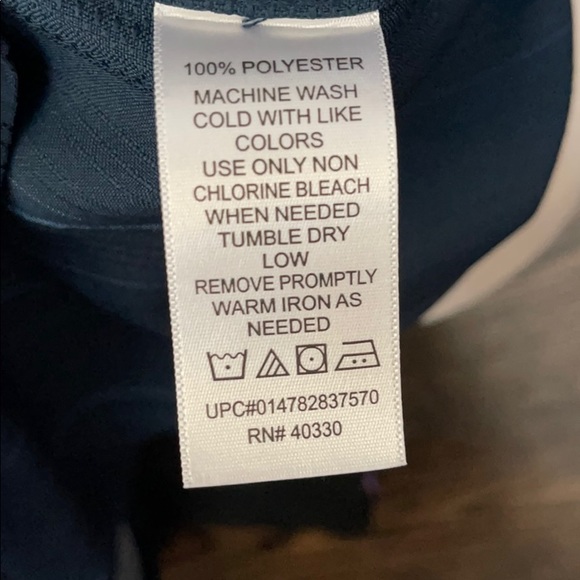 100% POLYESTER
MACHINE WASH
COLD WITH LIKE
COLORS
USE ONLY NON
CHLORINE BLEACH
WHEN NEEDED
TUMBLE DRY
LOW
REMOVE PROMPTLY
WARM IRON AS
NEEDED
UPC#014782837570
RN# 40330